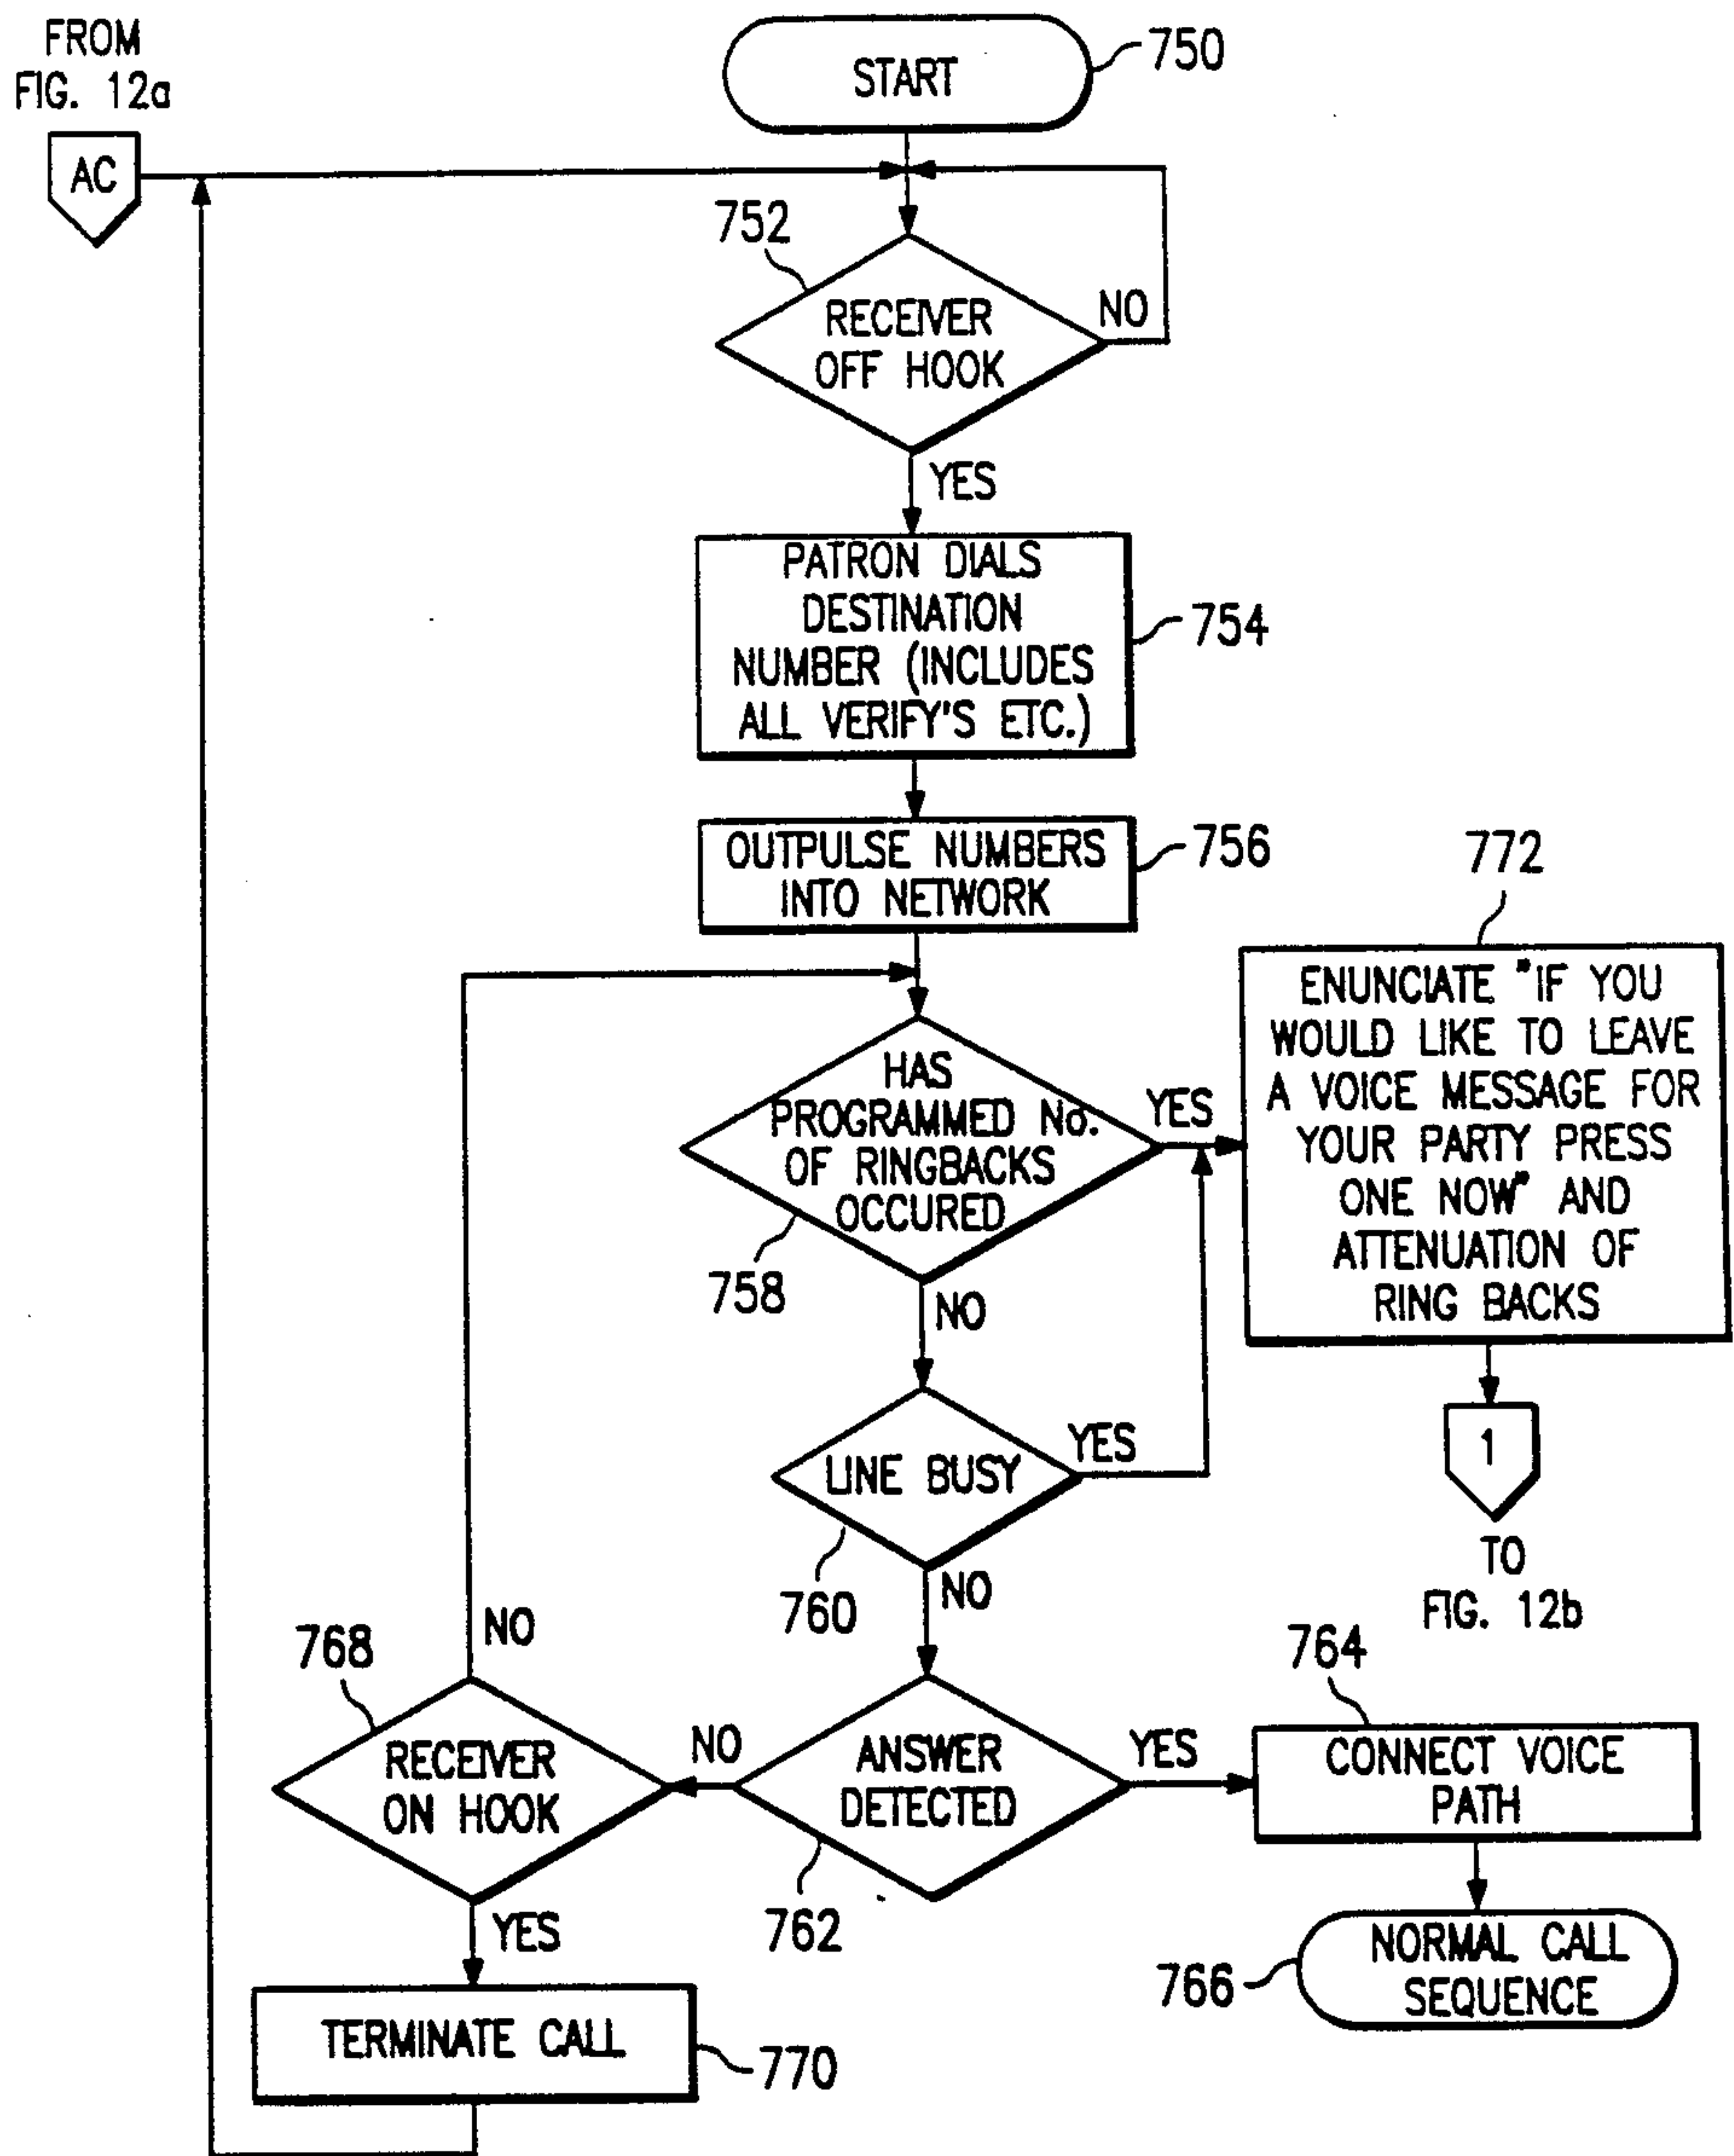 FROM
FIG. 12a
AC
START
750
752
RECEIVER
OFF HOOK
NO
YES
PATRON DIALS
DESTINATION
NUMBER (INCLUDES
ALL VERIFY'S ETC.)
754
OUTPULSE NUMBERS
INTO NETWORK
756
772
ENUNCIATE "IF YOU
WOULD LIKE TO LEAVE
A VOICE MESSAGE FOR
YOUR PARTY PRESS
ONE NOW" AND
ATTENUATION OF
RING BACKS
HAS
PROGRAMMED No.
OF RINGBACKS
OCCURED
YES
758
NO
LINE BUSY
YES
760
NO
1
TO
FIG. 12b
768
NO
RECEIVER
ON HOOK
NO
ANSWER
DETECTED
YES
764
CONNECT VOICE
PATH
762
YES
TERMINATE CALL
770
766
NORMAL CALL
SEQUENCE